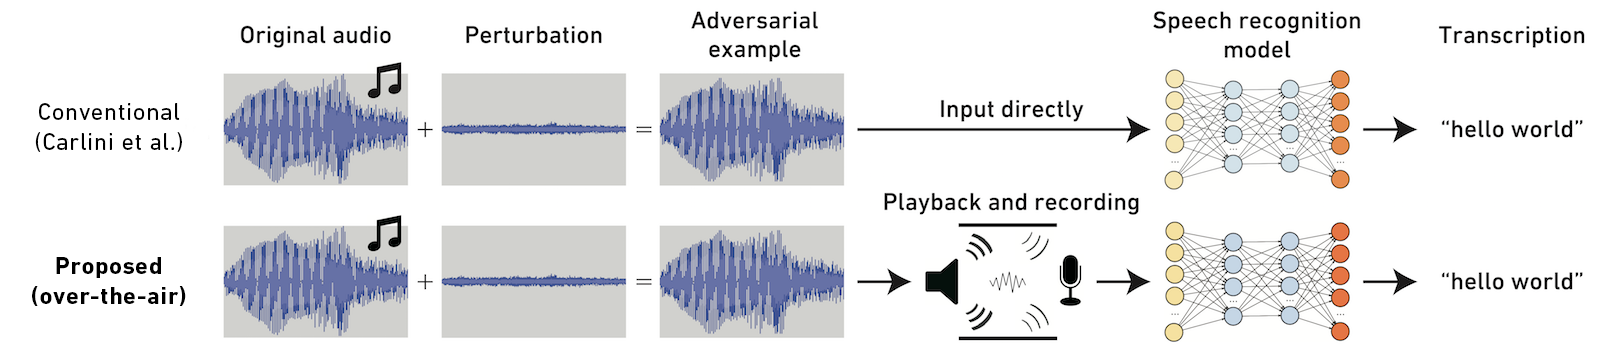 Original audio
Perturbation
Adversarial
example
Speech recognition
model
Transcription
Conventional
(Carlini et al.)
+
=
Input directly
...
...
...
...
“hello world”
Playback and recording
Proposed
(over-the-air)
+
=
...
...
...
...
“hello world”